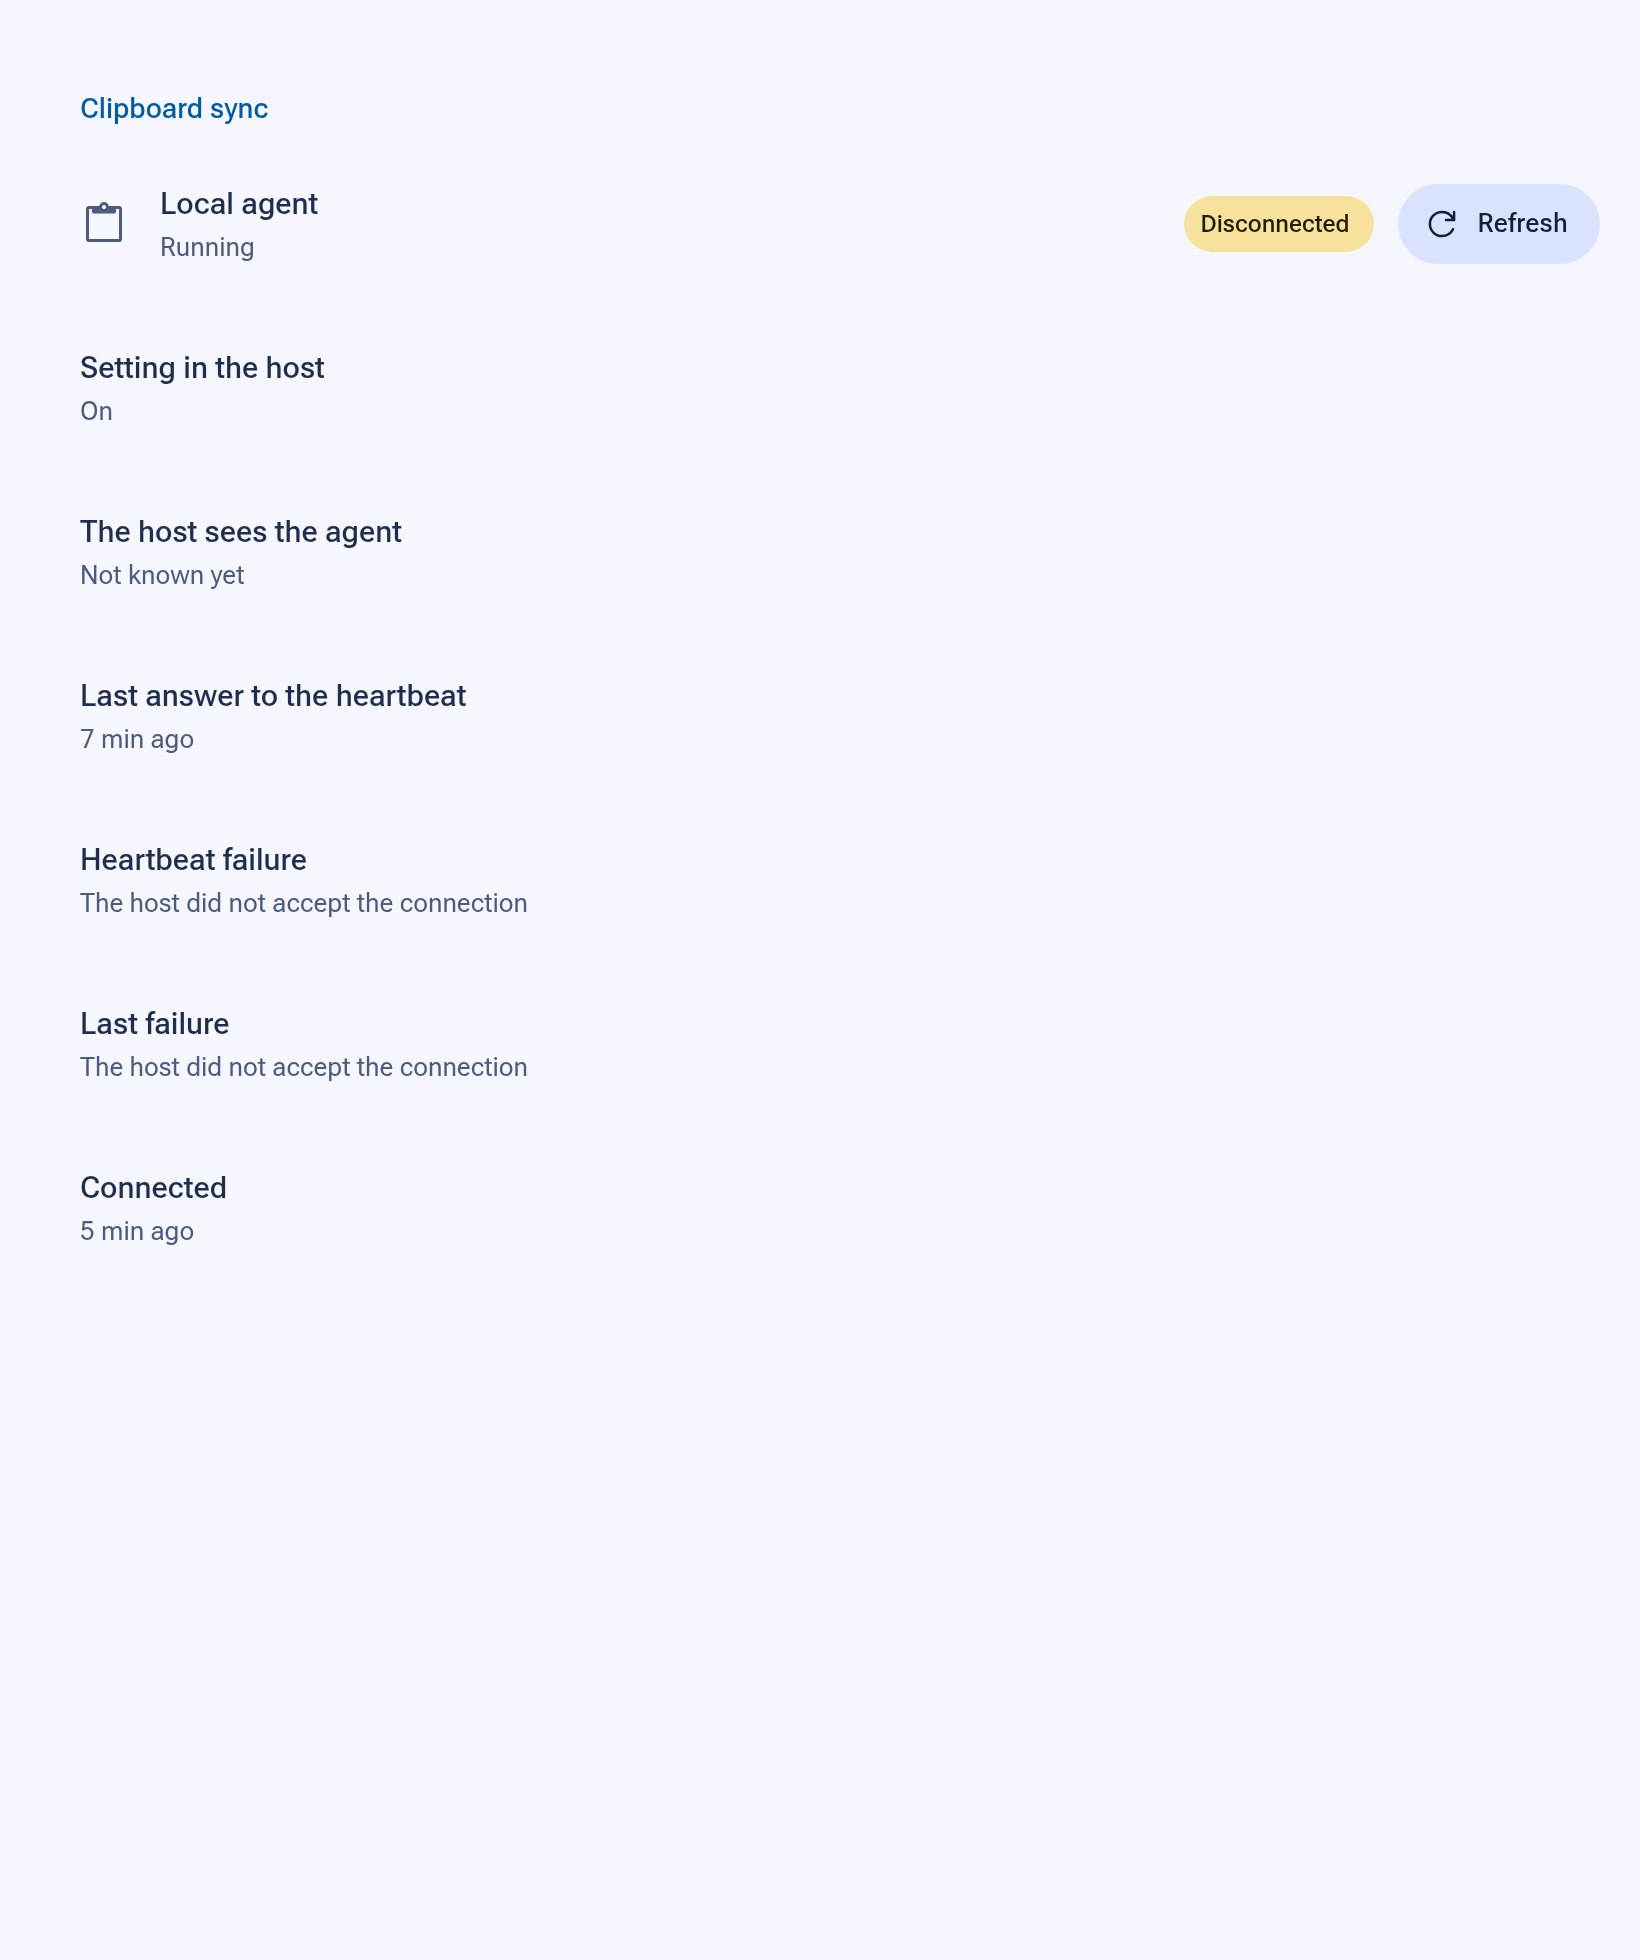 Clipboard sync
Local agent
Running
Disconnected
Refresh
Setting in the host
On
The host sees the agent
Not known yet
Last answer to the heartbeat
7 min ago
Heartbeat failure
The host did not accept the connection
Last failure
The host did not accept the connection
Connected
5 min ago